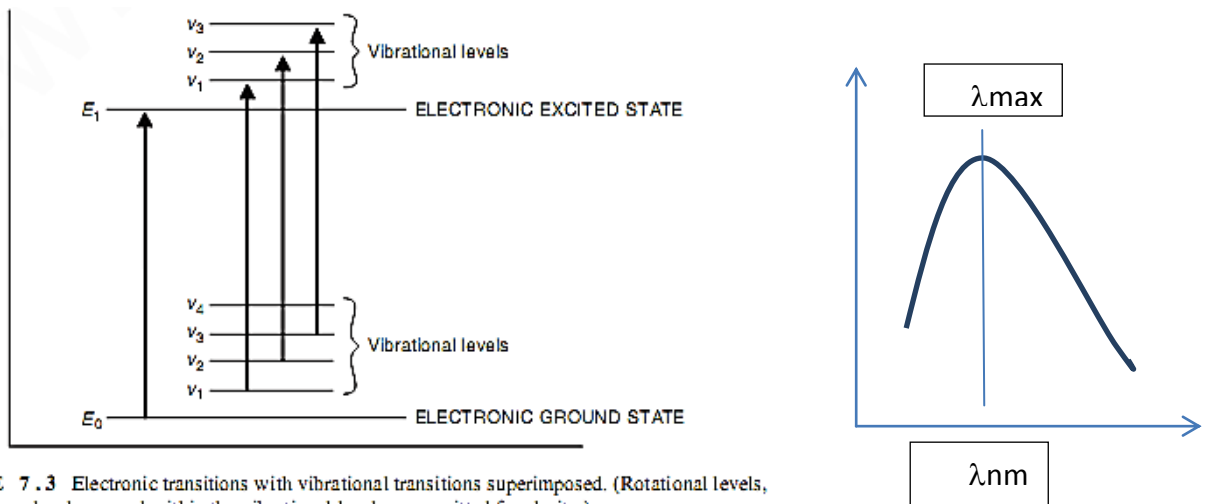 v3
v2
v1
Vibrational levels
E1
ELECTRONIC EXCITED STATE
v4
v3
v2
v1
Vibrational levels
E0
ELECTRONIC GROUND STATE
7.3 Electronic transitions with vibrational transitions superimposed. (Rotational levels,
λmax
λnm